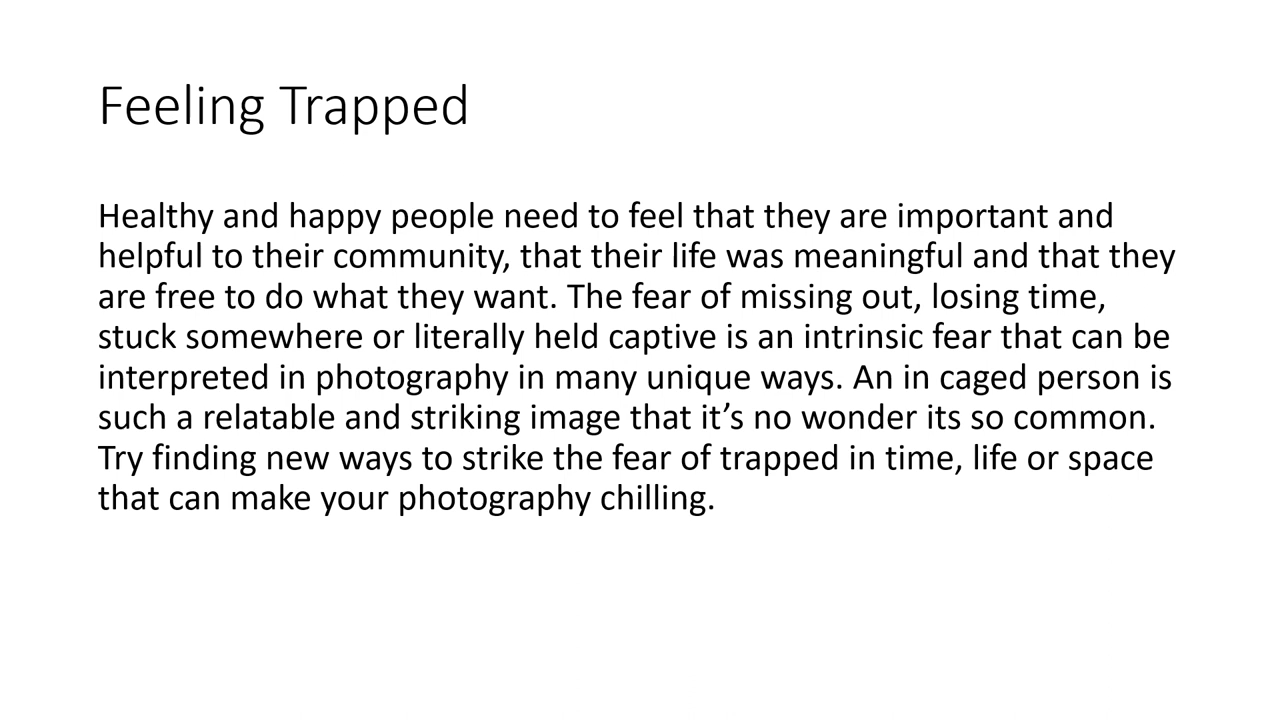 Feeling Trapped
Healthy and happy people need to feel that they are important and
helpful to their community, that their life was meaningful and that they
are free to do what they want. The fear of missing out, losing time,
stuck somewhere or literally held captive is an intrinsic fear that can be
interpreted in photography in many unique ways. An in caged person is
such a relatable and striking image that it’s no wonder its so common.
Try finding new ways to strike the fear of trapped in time, life or space
that can make your photography chilling.